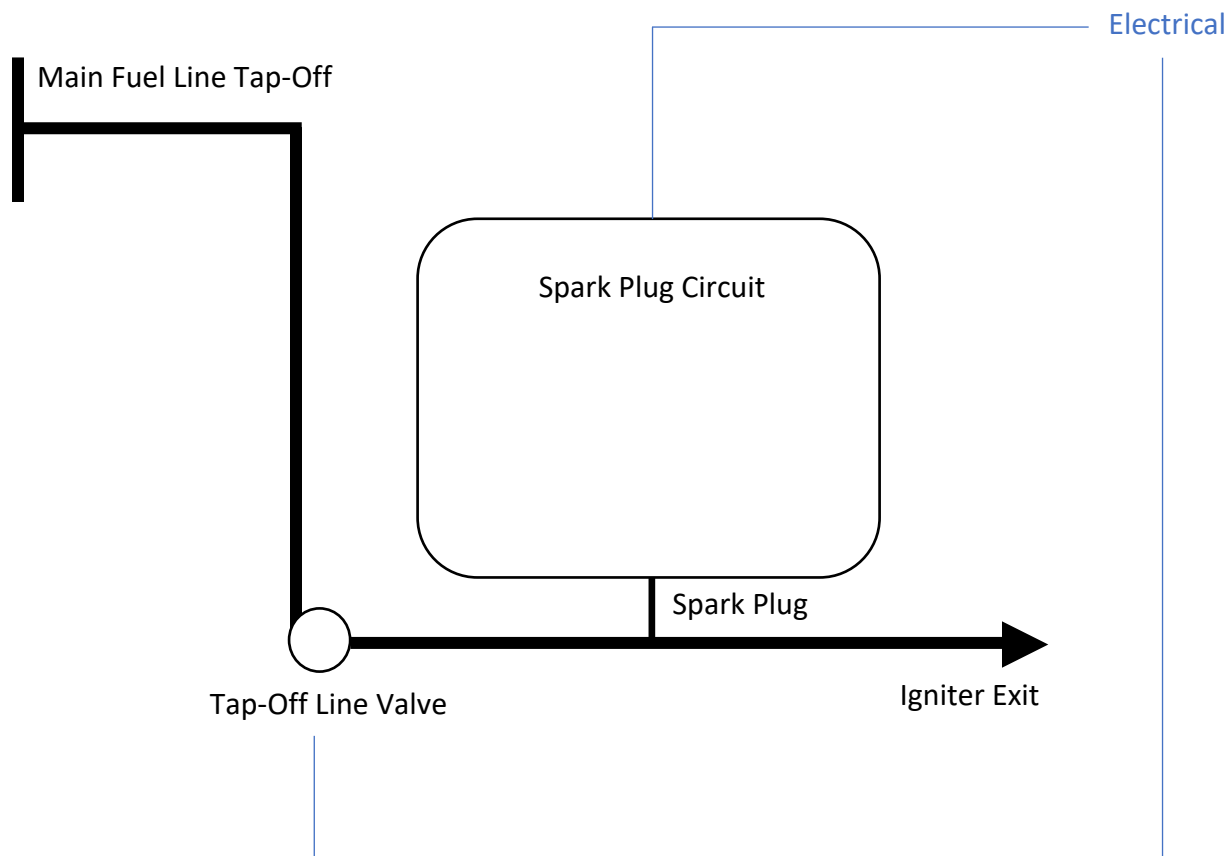 Electrical
Main Fuel Line Tap-Off
Spark Plug Circuit
Spark Plug
Tap-Off Line Valve
Igniter Exit